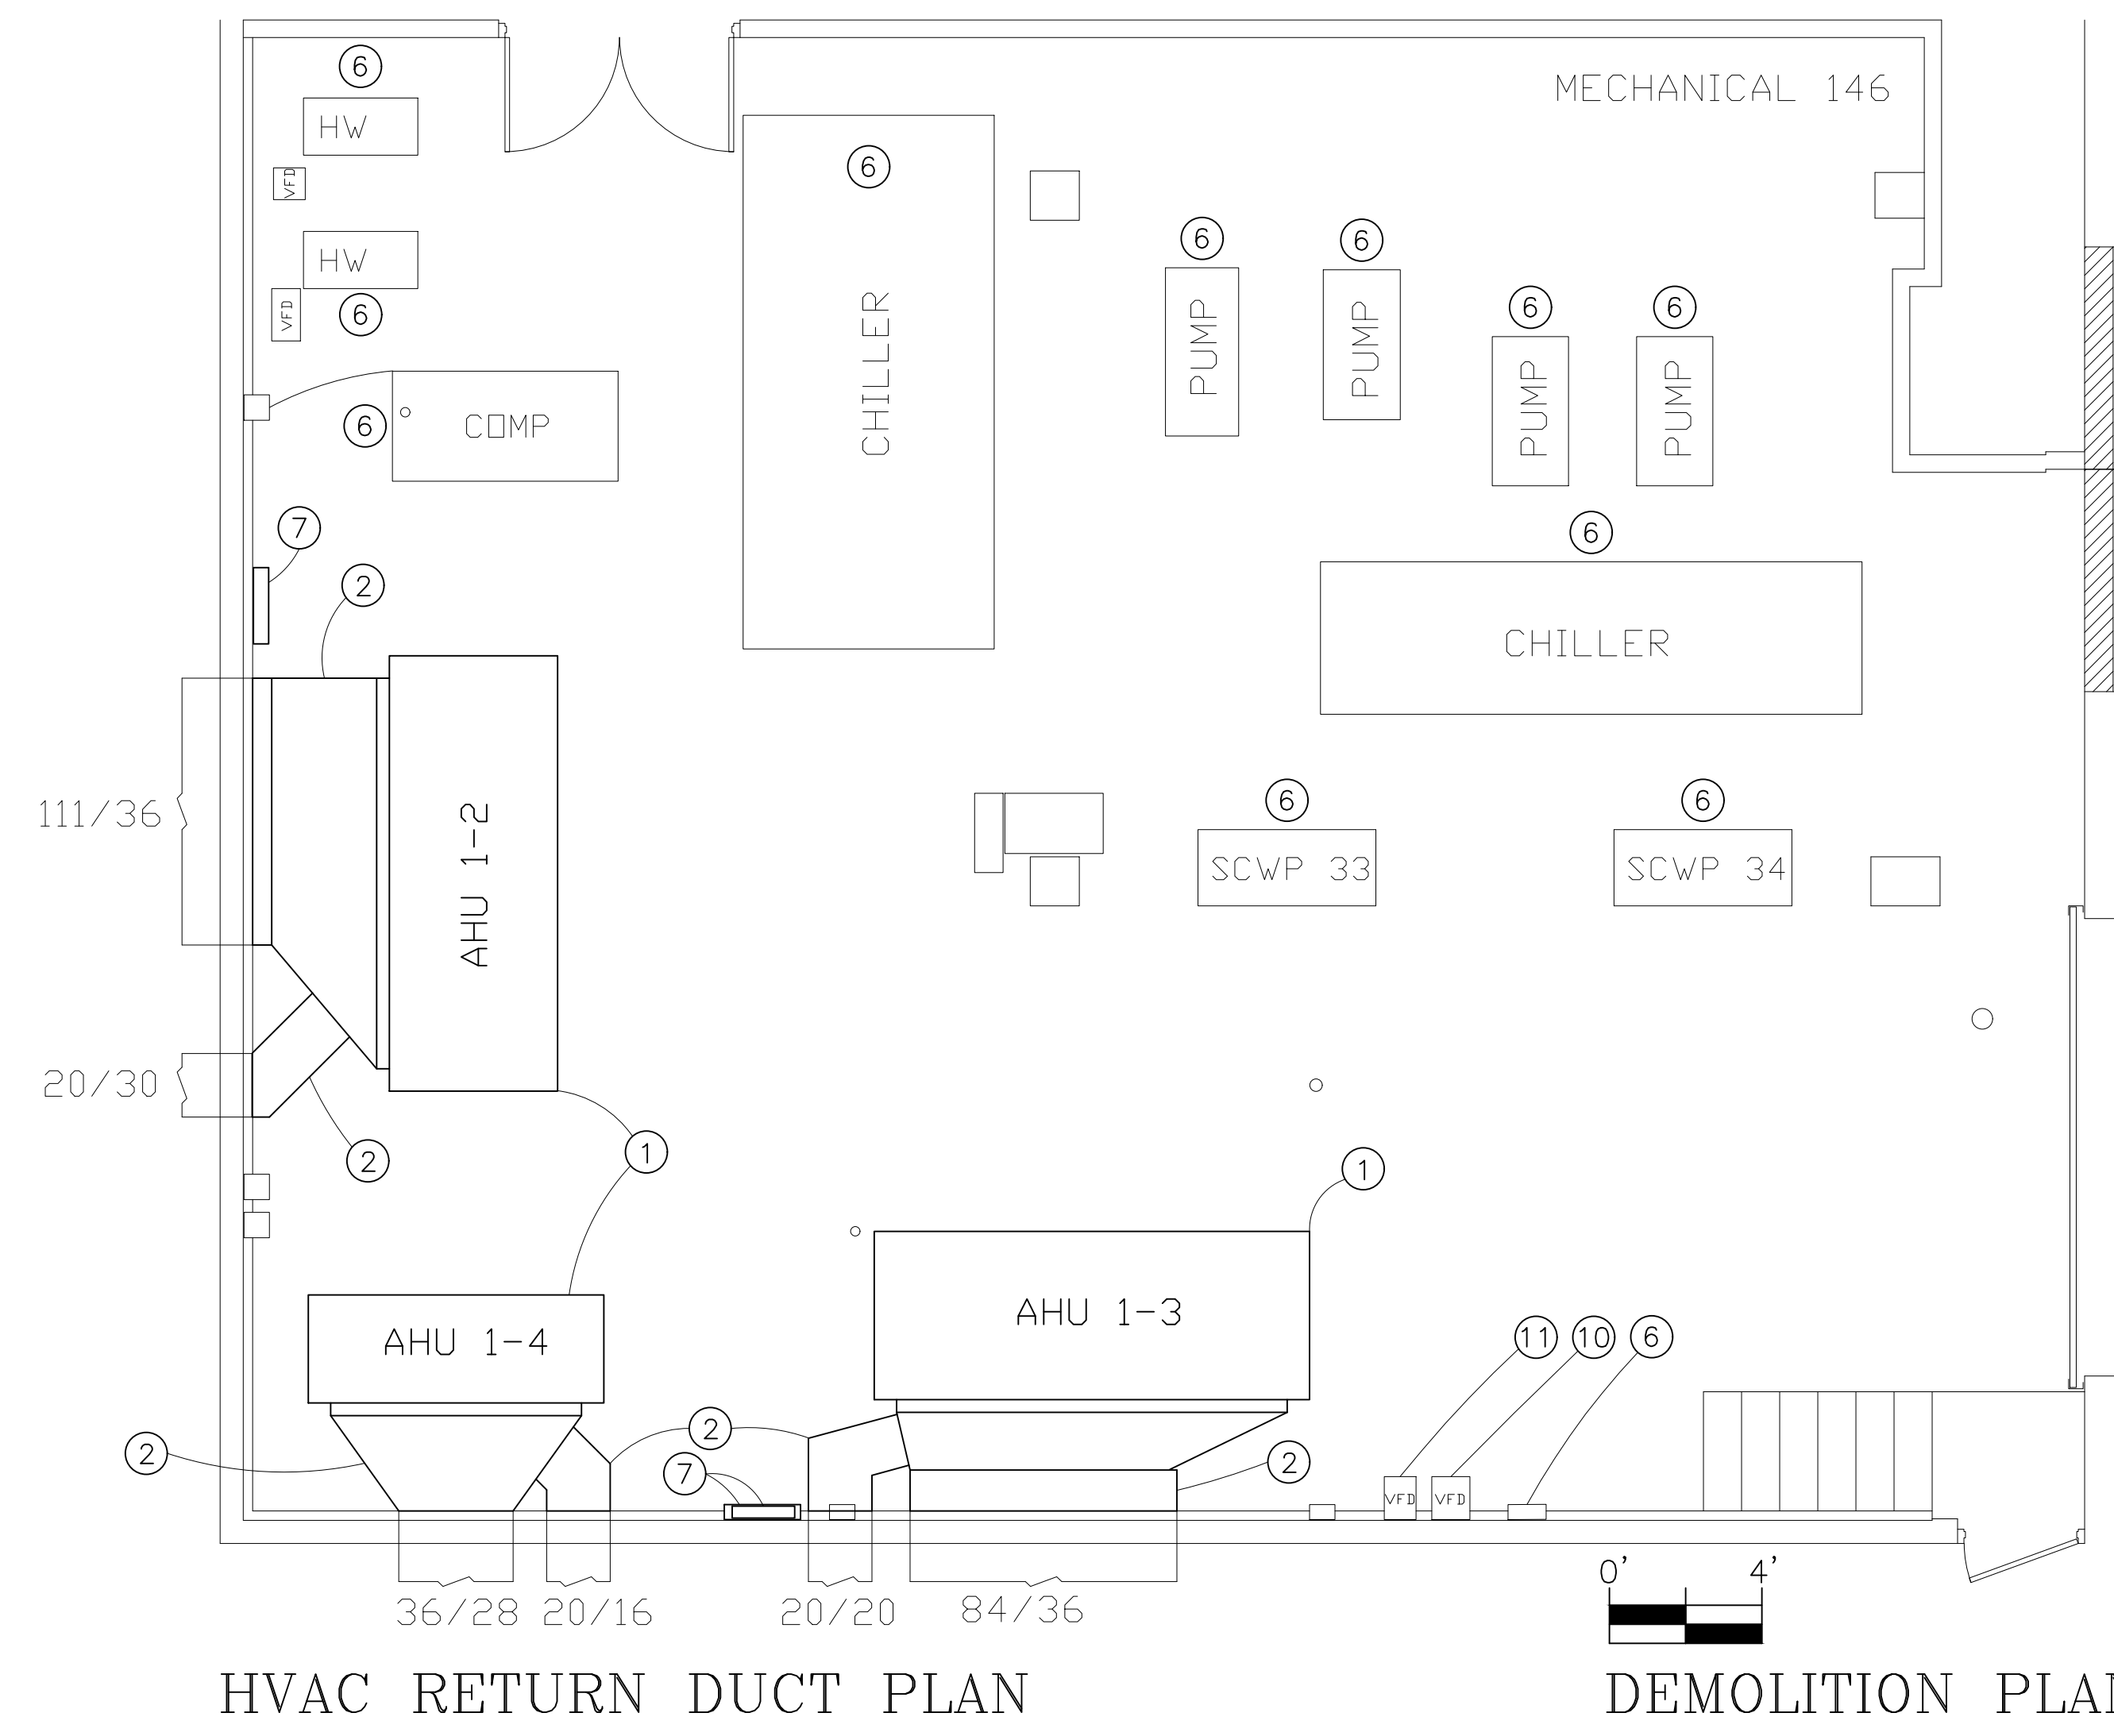 6
MECHANICAL 146
HW
6
VFD
6
6
HW
6
6
VFD
6
CHILLER
PUMP
PUMP
PUMP
PUMP
6
COMP
7
6
2
CHILLER
111/36
AHU 1-2
6
6
SCWP 33
SCWP 34
20/30
2
1
1
AHU 1-4
AHU 1-3
11
10
6
2
2
7
2
VFD
VFD
0'
4'
36/28
20/16
20/20
84/36
HVAC RETURN DUCT PLAN
DEMOLITION PLAN